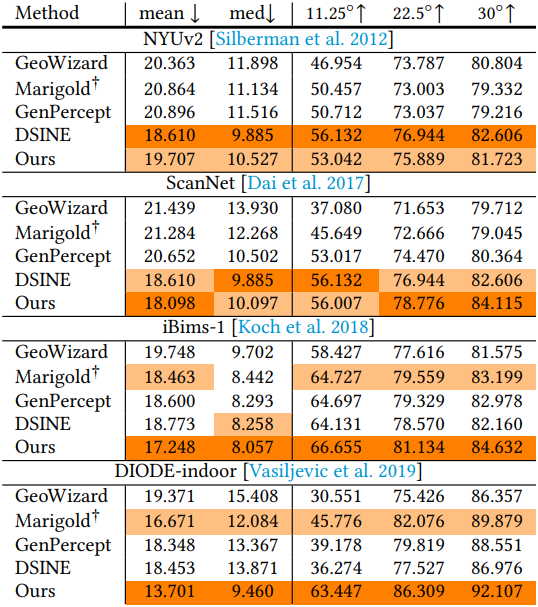 Method mean ↓ med↓ 11.25°↑ 22.5°↑ 30°↑
NYUv2 [Silberman et al. 2012]
GeoWizard 20.363 11.898 46.954 73.787 80.804
Marigold† 20.864 11.134 50.457 73.003 79.332
GenPercept 20.896 11.516 50.712 73.037 79.216
DSINE 18.610 9.885 56.132 76.944 82.606
Ours 19.707 10.527 53.042 75.889 81.723
ScanNet [Dai et al. 2017]
GeoWizard 21.439 13.930 37.080 71.653 79.712
Marigold† 21.284 12.268 45.649 72.666 79.045
GenPercept 20.652 10.502 53.017 74.470 80.364
DSINE 18.610 9.885 56.132 76.944 82.606
Ours 18.098 10.097 56.007 78.776 84.115
iBims-1 [Koch et al. 2018]
GeoWizard 19.748 9.702 58.427 77.616 81.575
Marigold† 18.463 8.442 64.727 79.559 83.199
GenPercept 18.600 8.293 64.697 79.329 82.978
DSINE 18.773 8.258 64.131 78.570 82.160
Ours 17.248 8.057 66.655 81.134 84.632
DIODE-indoor [Vasiljevic et al. 2019]
GeoWizard 19.371 15.408 30.551 75.426 86.357
Marigold† 16.671 12.084 45.776 82.076 89.879
GenPercept 18.348 13.367 39.178 79.819 88.551
DSINE 18.453 13.871 36.274 77.527 86.976
Ours 13.701 9.460 63.447 86.309 92.107